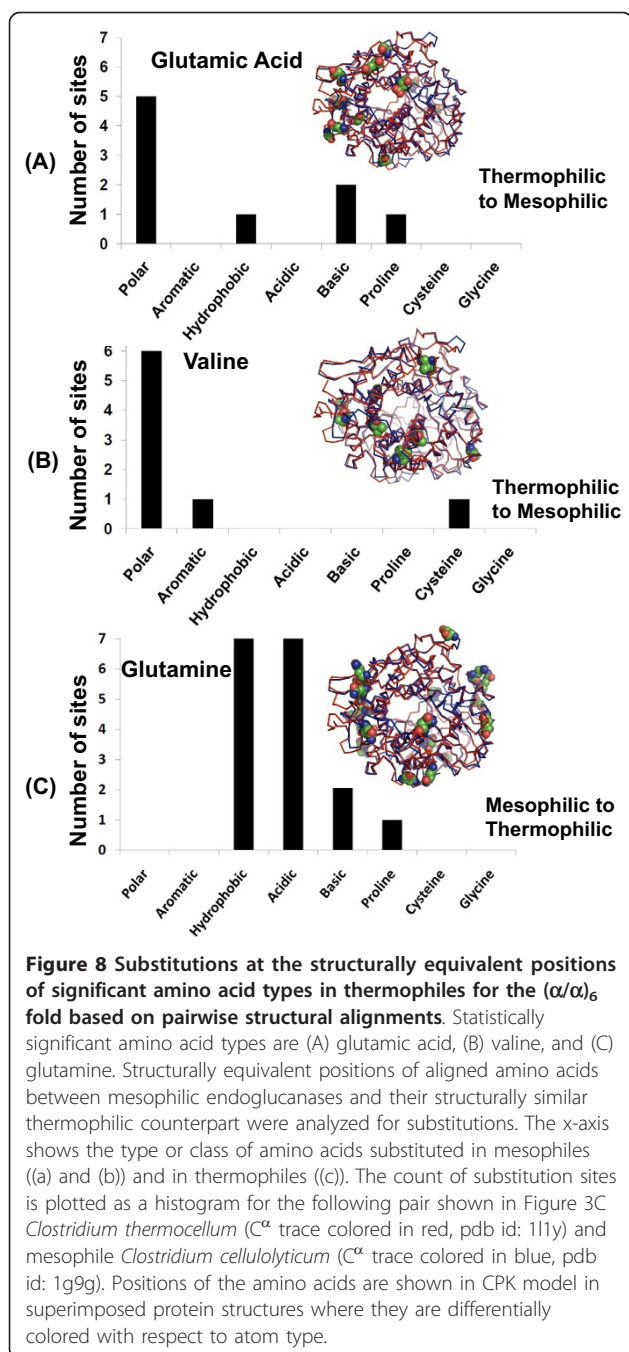 7
6
5
4
3
2
1
0
Number of sites
Glutamic Acid
(A)
Thermophilic
to Mesophilic
Polar
Aromatic
Hydrophobic
Acidic
Basic
Proline
Cysteine
Glycine
6
5
4
3
2
1
0
Number of sites
Valine
(B)
Thermophilic
to Mesophilic
Polar
Aromatic
Hydrophobic
Acidic
Basic
Proline
Cysteine
Glycine
7
6
5
4
3
2
1
0
Number of sites
Glutamine
(C)
Mesophilic to
Thermophilic
Polar
Aromatic
Hydrophobic
Acidic
Basic
Proline
Cysteine
Glycine
Figure 8 Substitutions at the structurally equivalent positions
of significant amino acid types in thermophiles for the (α/α)₆
fold based on pairwise structural alignments. Statistically
significant amino acid types are (A) glutamic acid, (B) valine, and (C)
glutamine. Structurally equivalent positions of aligned amino acids
between mesophilic endoglucanases and their structurally similar
thermophilic counterpart were analyzed for substitutions. The x-axis
shows the type or class of amino acids substituted in mesophiles
((a) and (b)) and in thermophiles ((c)). The count of substitution sites
is plotted as a histogram for the following pair shown in Figure 3C
Clostridium thermocellum (Cᵅ trace colored in red, pdb id: 1l1y) and
mesophile Clostridium cellulolyticum (Cᵅ trace colored in blue, pdb
id: 1g9g). Positions of the amino acids are shown in CPK model in
superimposed protein structures where they are differentially
colored with respect to atom type.